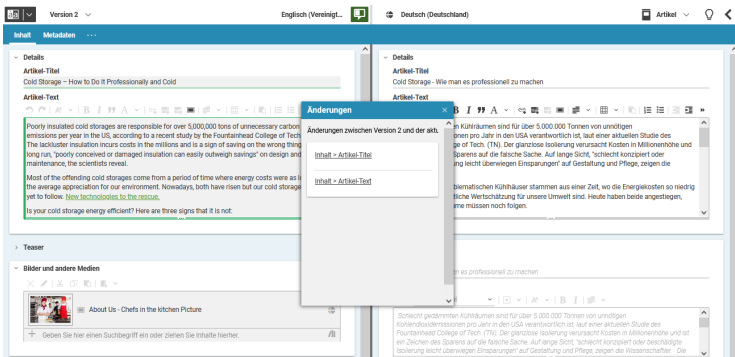 Version 2
Englisch (Vereinigt...
Deutsch (Deutschland)
Artikel
Inhalt Metadaten ...
Details
Artikel-Titel
Cold Storage – How to Do It Professionally and Cold
Artikel-Text
Poorly insulated cold storages are responsible for over 5,000,000 tons of unnecessary carbon
emissions per year in the US, according to a recent study by the Fountainhead College of Tech
The lackluster insulation incurs costs in the millions and is a sign of saving on the wrong thing
long run, "poorly conceived or damaged insulation can easily outweigh savings" on design and
maintenance, the scientists reveal.
Most of the offending cold storages come from a period of time where energy costs were as l
the average appreciation for our environment. Nowadays, both have risen but our cold storage
yet to follow. New technologies to the rescue.
Is your cold storage energy efficient? Here are three signs that it is not:
Teaser
Bilder und andere Medien
About Us - Chefs in the kitchen Picture
Geben Sie hier einen Suchbegriff ein oder ziehen Sie Inhalte hierher.
Änderungen
Änderungen zwischen Version 2 und der aktu
Inhalt > Artikel-Titel
Inhalt > Artikel-Text
Details
Artikel-Titel
Cold Storage - Wie man es professionell zu machen
Artikel-Text
en Kühlräumen sind für über 5.000.000 Tonnen von unnötigen
onen pro Jahr in den USA verantwortlich ist, laut einer aktuellen Studie des
ge of Tech. (TN). Der glanzlose Isolierung verursacht Kosten in Millionenhöhe und
Sparens auf die falsche Sache. Auf lange Sicht, "schlecht konzipiert oder
ung leicht überwiegen Einsparungen" auf Gestaltung und Pflege, zeigen die
blematischen Kühlhäuser stammen aus einer Zeit, wo die Energiekosten so niedrig
tliche Wertschätzung für unsere Umwelt sind. Heute haben beide angestiegen,
me müssen noch folgen.
n es professionell zu machen
Schlecht gedämmten Kühlräumen sind für über 5.000.000 Tonnen von unnötigen
Kohlendioxidemissionen pro Jahr in den USA verantwortlich ist, laut einer aktuellen Studie des
Fountainhead College of Tech. (TN). Der glanzlose Isolierung verursacht Kosten in Millionenhöhe und ist
ein Zeichen des Sparens auf die falsche Sache. Auf lange Sicht, "schlecht konzipiert oder beschädigte
Isolierung leicht überwiegen Einsparungen" auf Gestaltung und Pflege, zeigen die Wissenschaftler. "Die